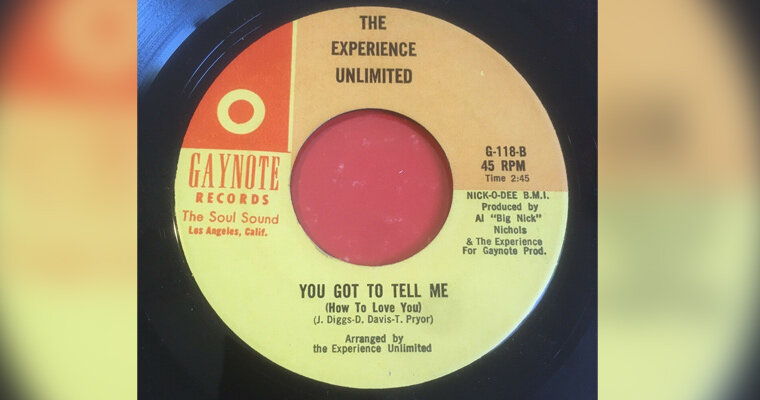 THE
EXPERIENCE
UNLIMITED
GAYNOTE
RECORDS
The Soul Sound
Los Angeles, Calif.
G-118-B
45 RPM
Time 2:45
NICK-O-DEE B.M.I.
Produced by
Al "Big Nick"
Nichols
& The Experience
For Gaynote Prod.
YOU GOT TO TELL ME
(How To Love You)
(J. Diggs-D. Davis-T. Pryor)
Arranged by
the Experience Unlimited